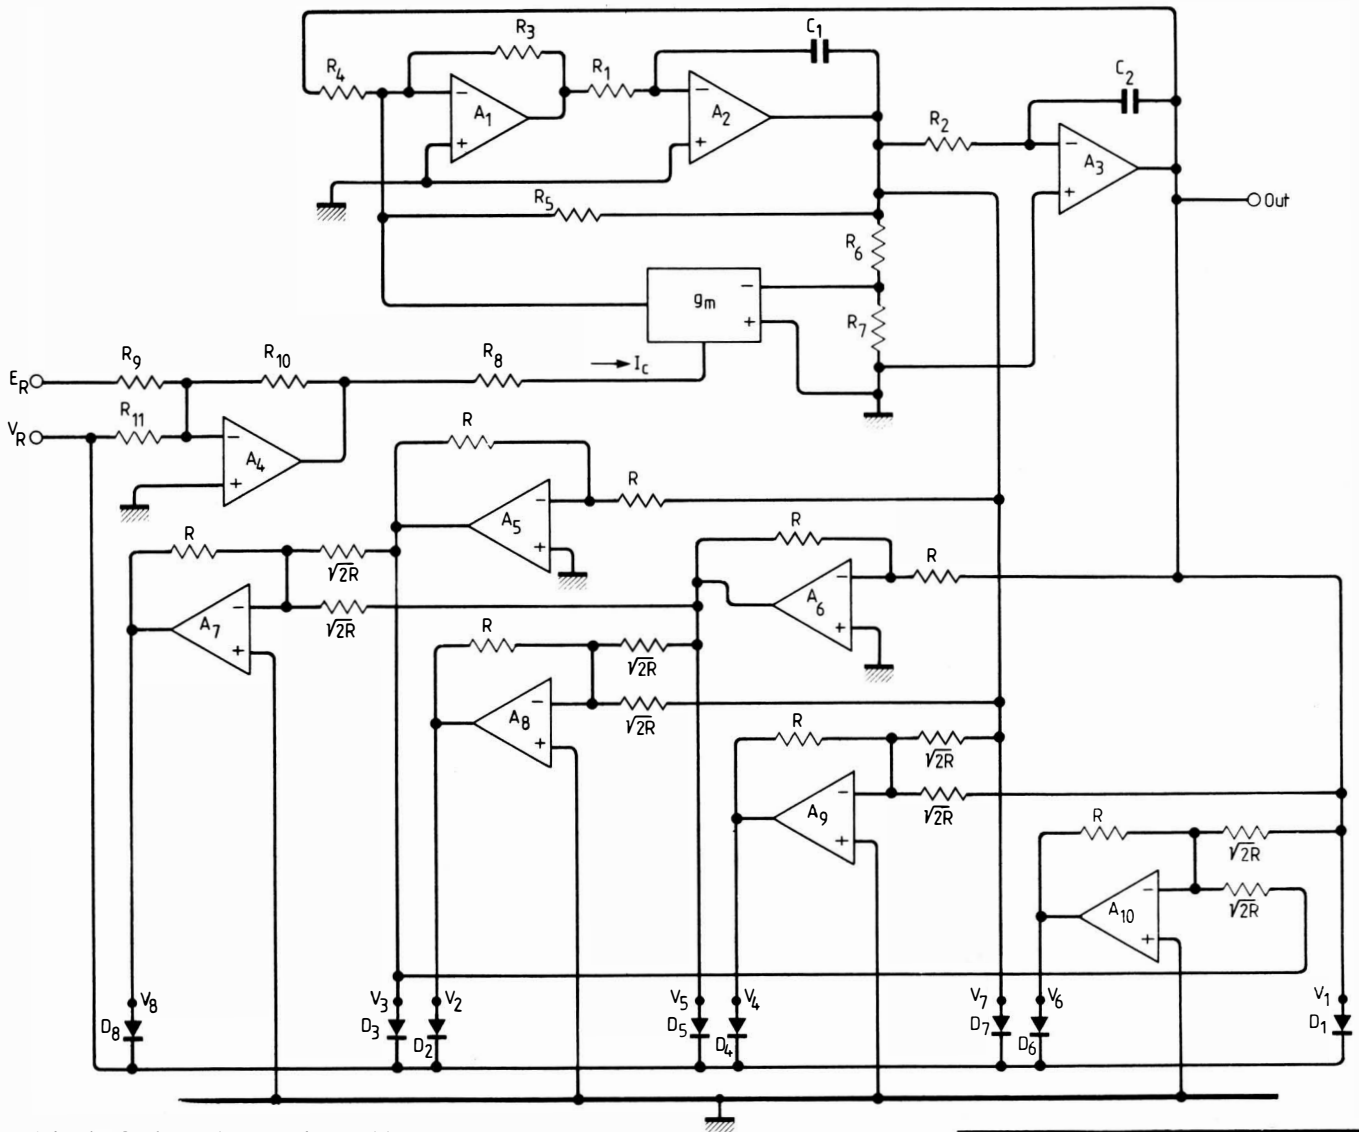 R3
C1
R4
R1
C2
A1
A2
R2
A3
R5
Out
R6
gm
R7
R9
R10
R8
Ic
ER
R11
VR
A4
R
R
A5
R
R
R
√2R
A6
A7
√2R
R
√2R
A8
√2R
R
√2R
A9
√2R
R
√2R
A10
√2R
V8
V3
V2
V5
V4
V7
V6
V1
D8
D3
D2
D5
D4
D7
D6
D1